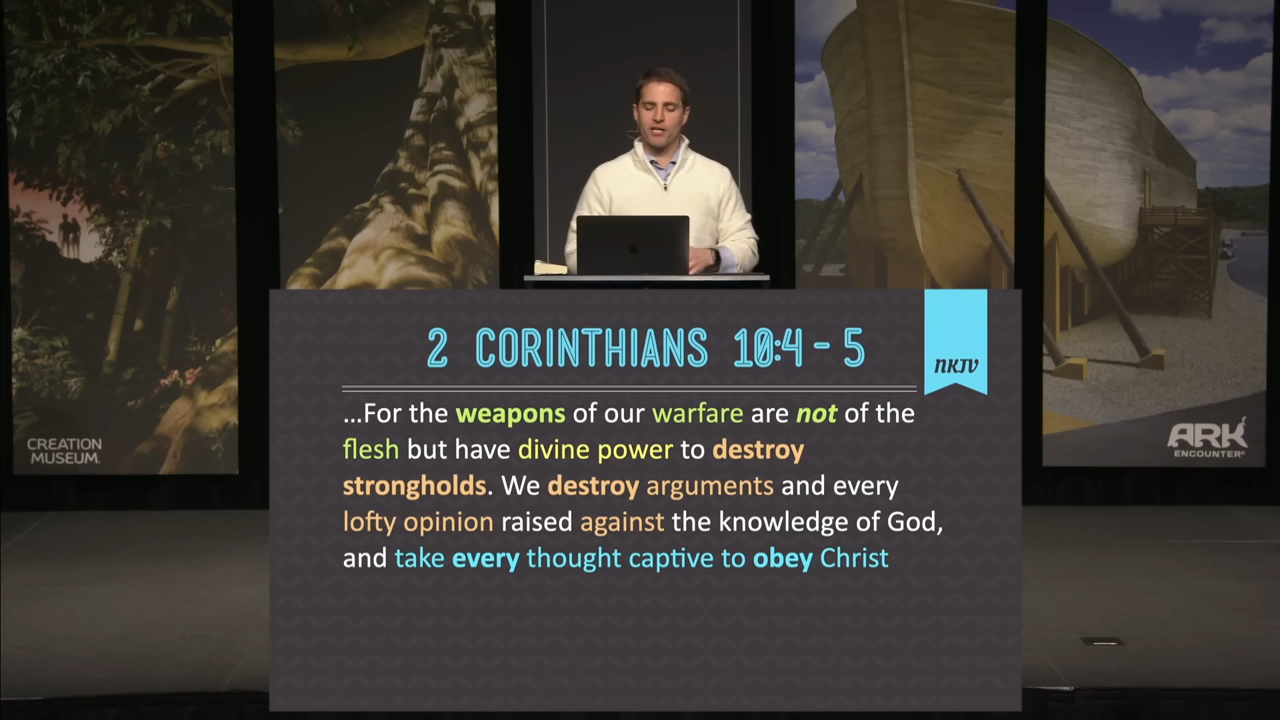 2 CORINTHIANS 10:4 - 5
NKJV
...For the weapons of our warfare are not of the
flesh but have divine power to destroy
strongholds. We destroy arguments and every
lofty opinion raised against the knowledge of God,
and take every thought captive to obey Christ
CREATION
MUSEUM
ARK
ENCOUNTER®